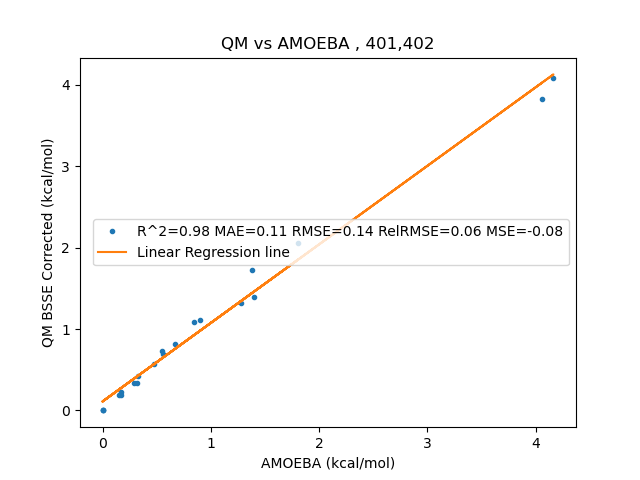 QM vs AMOEBA , 401,402
QM BSSE Corrected (kcal/mol)
4
3
2
1
0
R^2=0.98 MAE=0.11 RMSE=0.14 RelRMSE=0.06 MSE=-0.08
Linear Regression line
0 1 2 3 4
AMOEBA (kcal/mol)